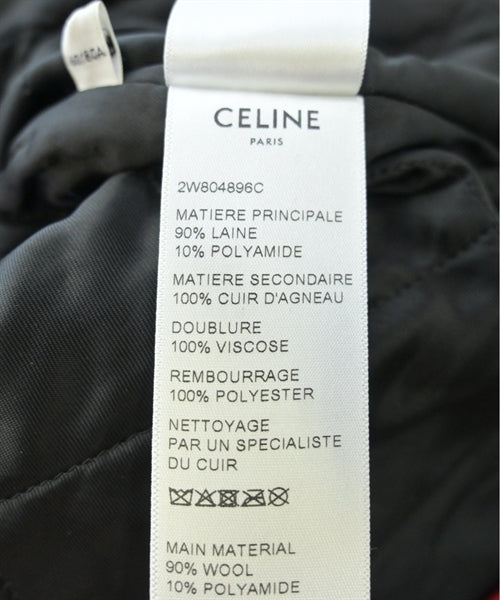 CELINE
PARIS
2W804896C
MATIERE PRINCIPALE
90% LAINE
10% POLYAMIDE
MATIERE SECONDAIRE
100% CUIR D'AGNEAU
DOUBLURE
100% VISCOSE
REMBOURRAGE
100% POLYESTER
NETTOYAGE
PAR UN SPECIALISTE
DU CUIR
MAIN MATERIAL
90% WOOL
10% POLYAMIDE